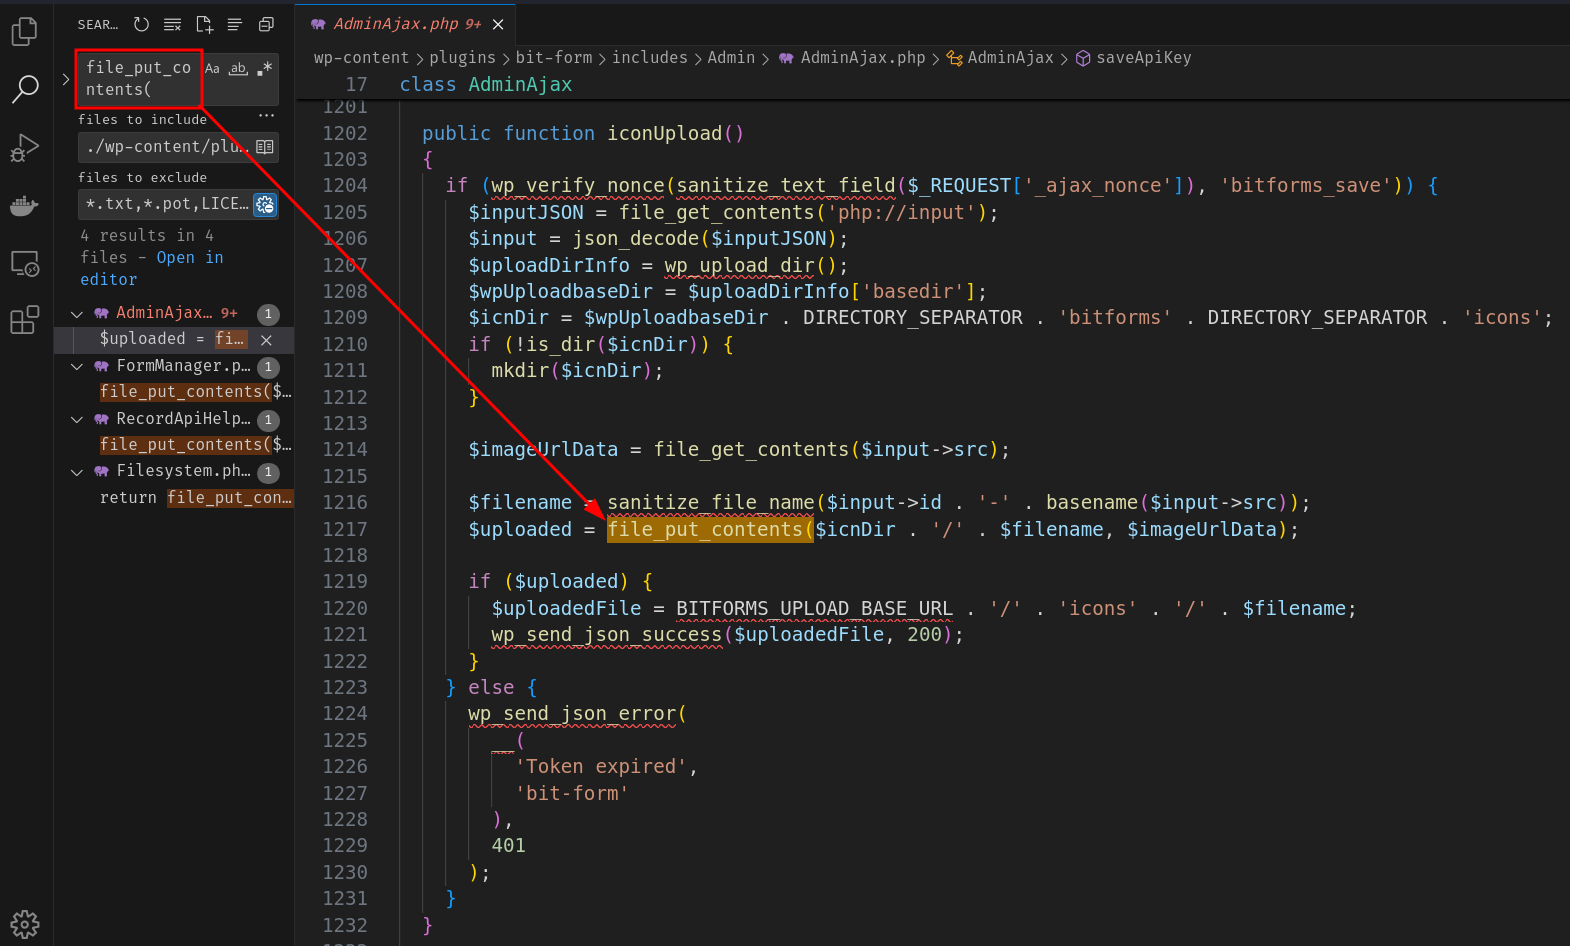 SEAR...
file_put_co
ntents(
Aa ab .*
files to include
...
./wp-content/plu...
files to exclude
*.txt,*.pot,LICE...
4 results in 4
files - Open in
editor
AdminAjax... 9+ 1
$uploaded = fi...
FormManager.p... 1
file_put_contents($...
RecordApiHelp... 1
file_put_contents($...
Filesystem.ph... 1
return file_put_con...
AdminAjax.php 9+
wp-content > plugins > bit-form > includes > Admin > AdminAjax.php > AdminAjax > saveApiKey
17 class AdminAjax
1201
1202 public function iconUpload()
1203 {
1204 if (wp_verify_nonce(sanitize_text_field($_REQUEST['_ajax_nonce']), 'bitforms_save')) {
1205 $inputJSON = file_get_contents('php://input');
1206 $input = json_decode($inputJSON);
1207 $uploadDirInfo = wp_upload_dir();
1208 $wpUploadbaseDir = $uploadDirInfo['basedir'];
1209 $icnDir = $wpUploadbaseDir . DIRECTORY_SEPARATOR . 'bitforms' . DIRECTORY_SEPARATOR . 'icons';
1210 if (!is_dir($icnDir)) {
1211 mkdir($icnDir);
1212 }
1213
1214 $imageUrlData = file_get_contents($input->src);
1215
1216 $filename = sanitize_file_name($input->id . '-' . basename($input->src));
1217 $uploaded = file_put_contents($icnDir . '/' . $filename, $imageUrlData);
1218
1219 if ($uploaded) {
1220 $uploadedFile = BITFORMS_UPLOAD_BASE_URL . '/' . 'icons' . '/' . $filename;
1221 wp_send_json_success($uploadedFile, 200);
1222 }
1223 } else {
1224 wp_send_json_error(
1225 __(
1226 'Token expired',
1227 'bit-form'
1228 ),
1229 401
1230 );
1231 }
1232 }